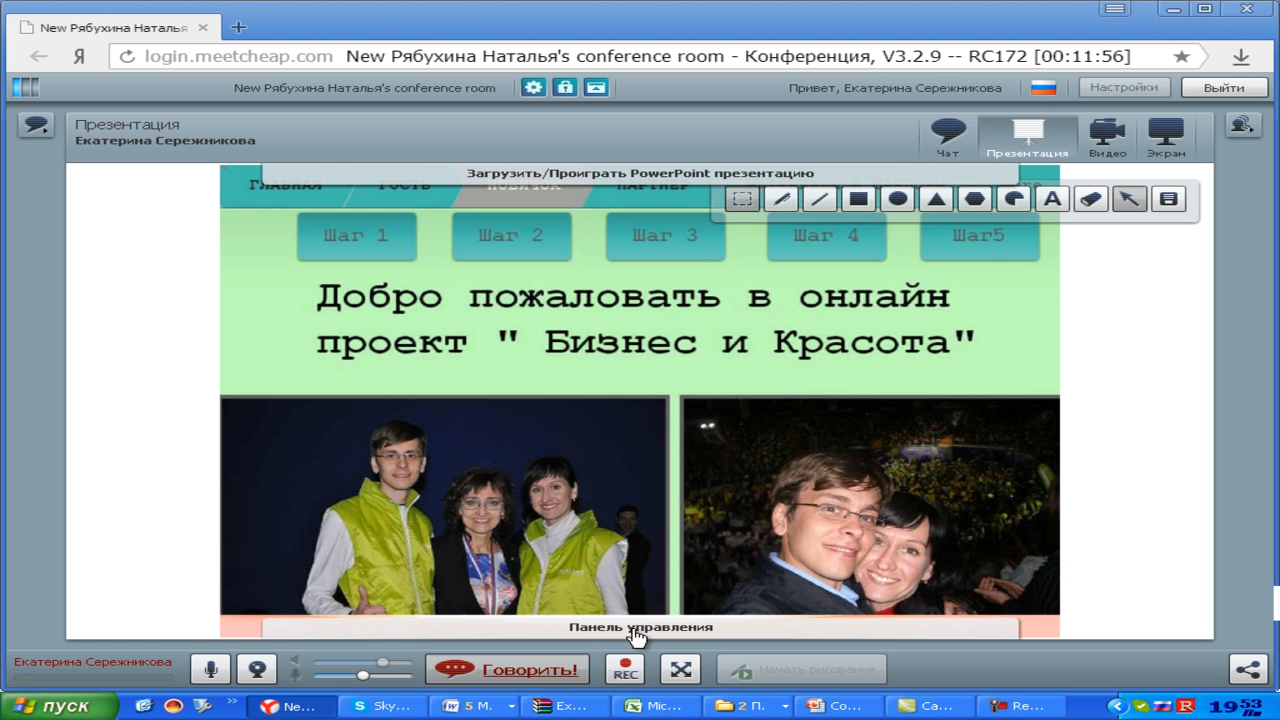 New Рябухина Наталья
login.meetcheap.com New Рябухина Наталья's conference room - Конференция, V3.2.9 -- RC172 [00:11:56]
New Рябухина Наталья's conference room
Привет, Екатерина Сережникова
Настройки
Выйти
Презентация
Екатерина Сережникова
Чат
Презентация
Видео
Экран
Загрузить/Проиграть PowerPoint презентацию
ГЛАВНАЯ ГОСТЬ НОВИЧОК ПАРТНЕР
Шаг 1 Шаг 2 Шаг 3 Шаг 4 Шаг5
Добро пожаловать в онлайн
проект " Бизнес и Красота"
Панель управления
Екатерина Сережникова
Говорить!
REC
Начать рисование
пуск
Ne...
Sky...
5 M.
Ex...
Mic...
2 П.
Co...
Ca...
Re...
19 53